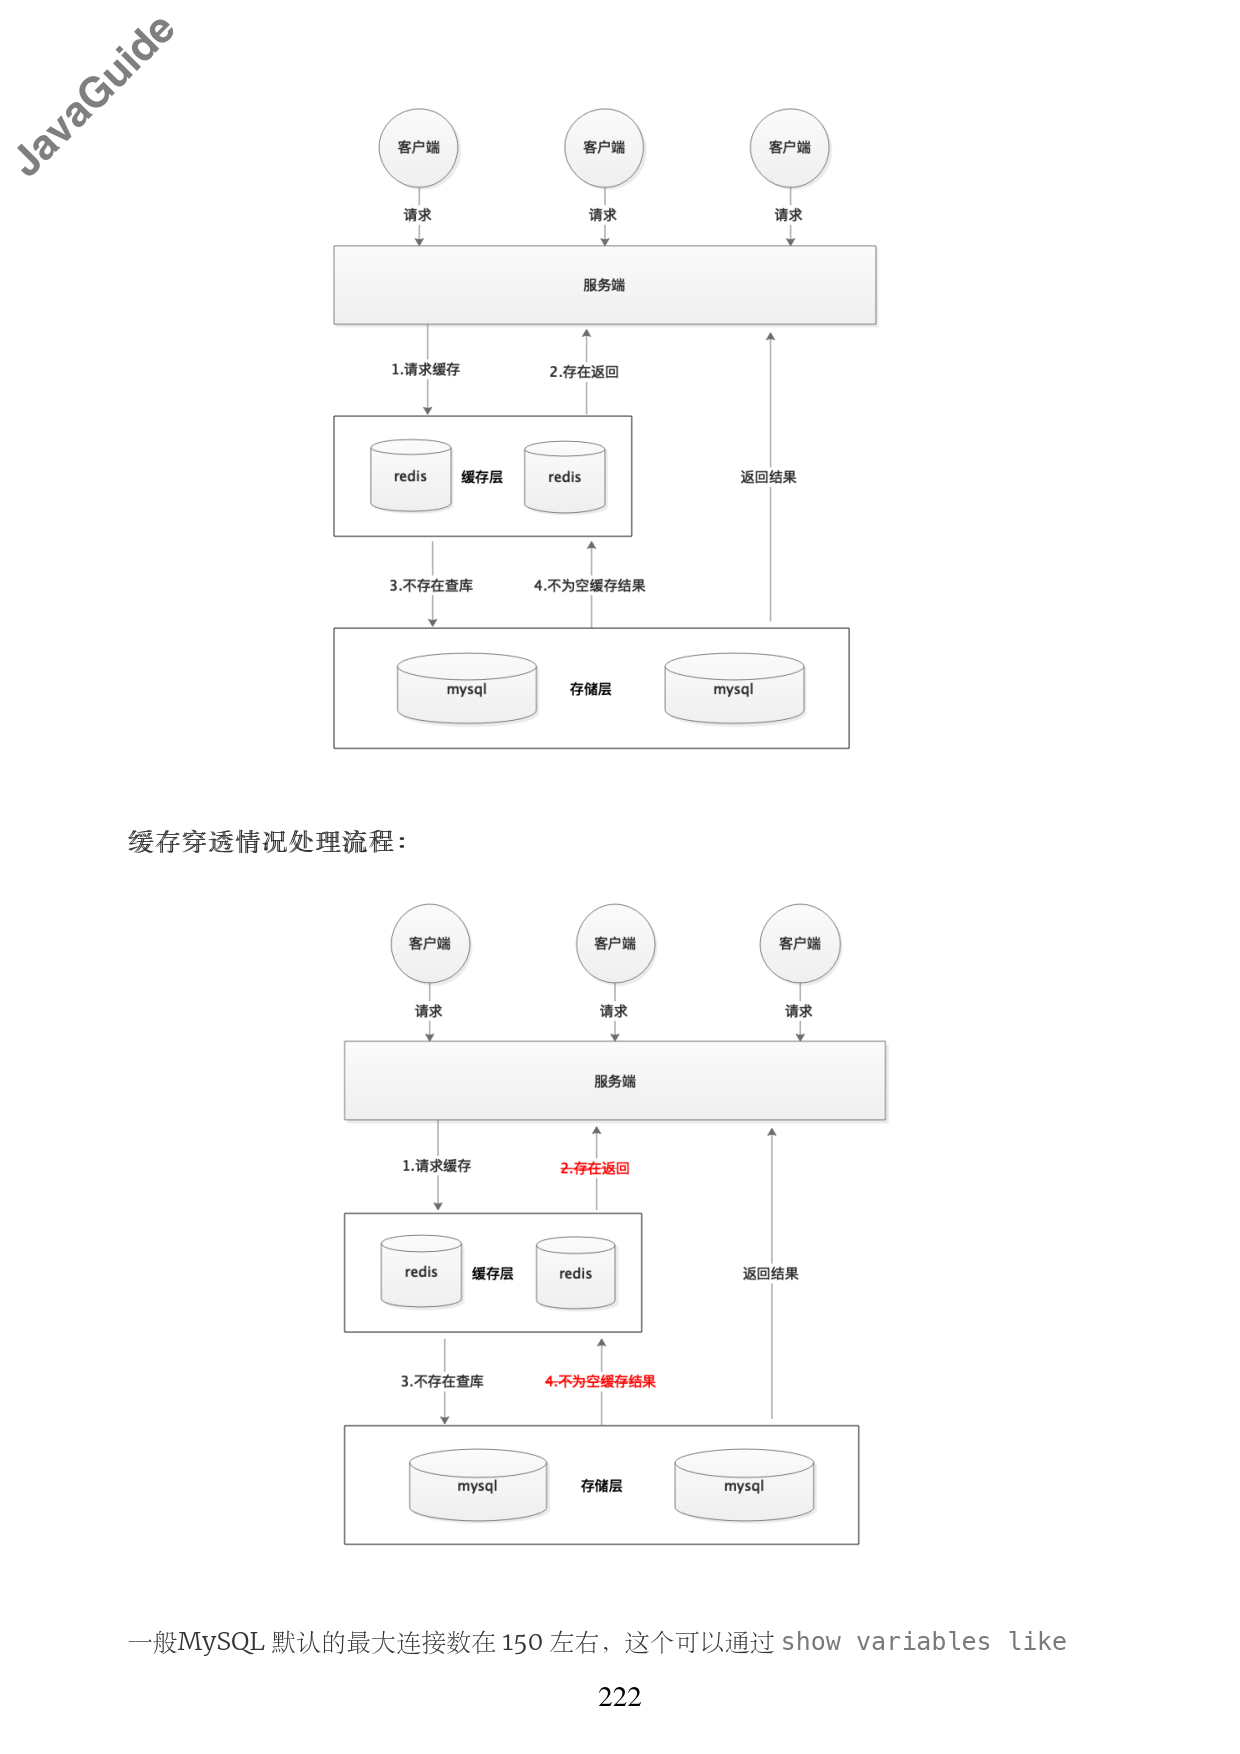 JavaGuide
客户端 客户端 客户端
请求 请求 请求
服务端
1.请求缓存 2.存在返回
redis 缓存层 redis 返回结果
3.不存在查库 4.不为空缓存结果
mysql 存储层 mysql
缓存穿透情况处理流程：
客户端 客户端 客户端
请求 请求 请求
服务端
1.请求缓存 2.存在返回
redis 缓存层 redis 返回结果
3.不存在查库 4.不为空缓存结果
mysql 存储层 mysql
一般MySQL 默认的最大连接数在 150 左右，这个可以通过 show variables like
222